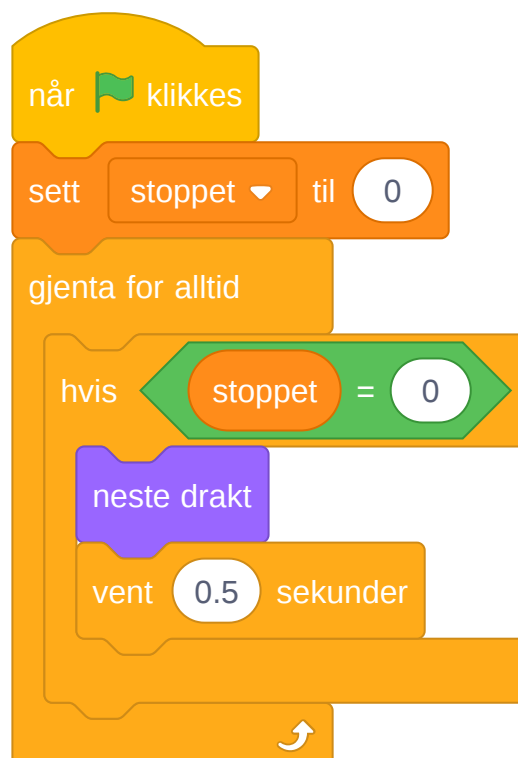 når klikkes
sett stoppet til 0
gjenta for alltid
hvis stoppet = 0
neste drakt
vent 0.5 sekunder